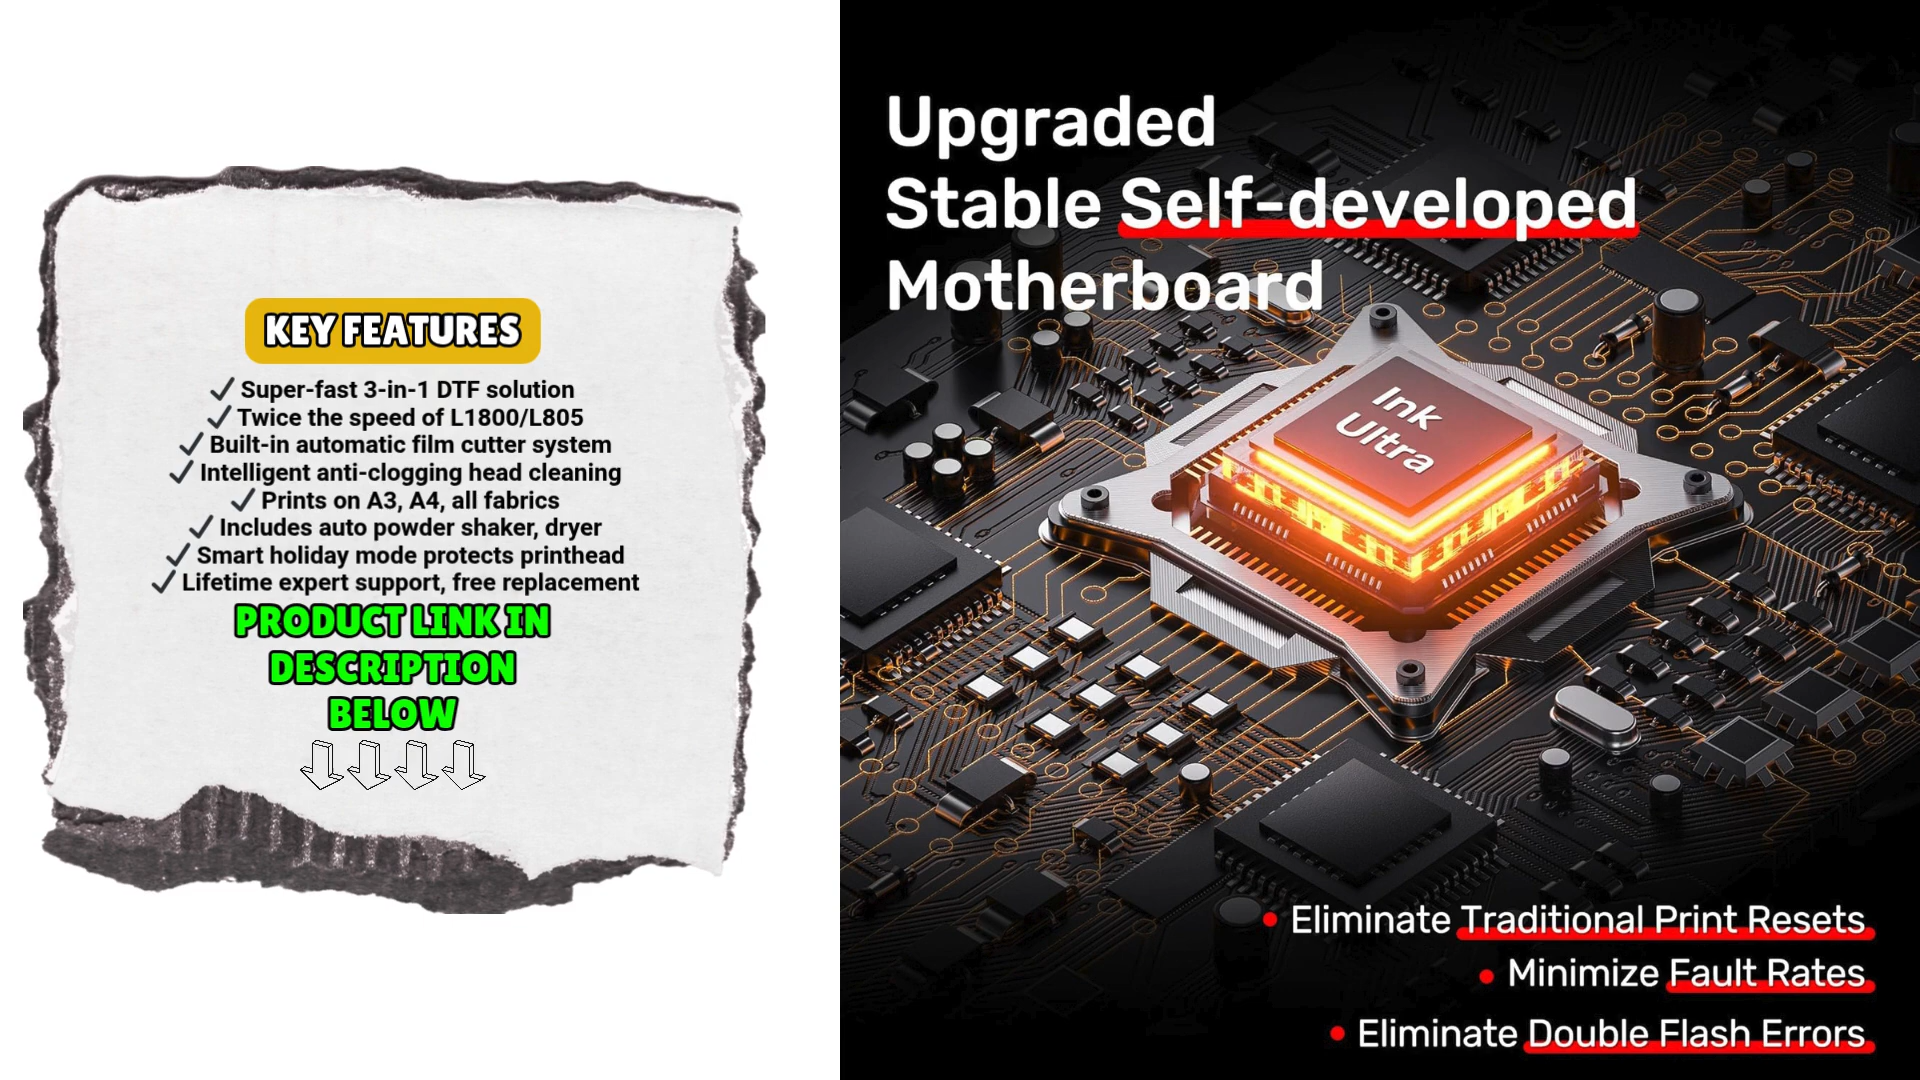 KEY FEATURES
✓ Super-fast 3-in-1 DTF solution
✓ Twice the speed of L1800/L805
✓ Built-in automatic film cutter system
✓ Intelligent anti-clogging head cleaning
✓ Prints on A3, A4, all fabrics
✓ Includes auto powder shaker, dryer
✓ Smart holiday mode protects printhead
✓ Lifetime expert support, free replacement
PRODUCT LINK IN
DESCRIPTION
BELOW
Upgraded
Stable Self-developed
Motherboard
Ink
Ultra
• Eliminate Traditional Print Resets
• Minimize Fault Rates
• Eliminate Double Flash Errors